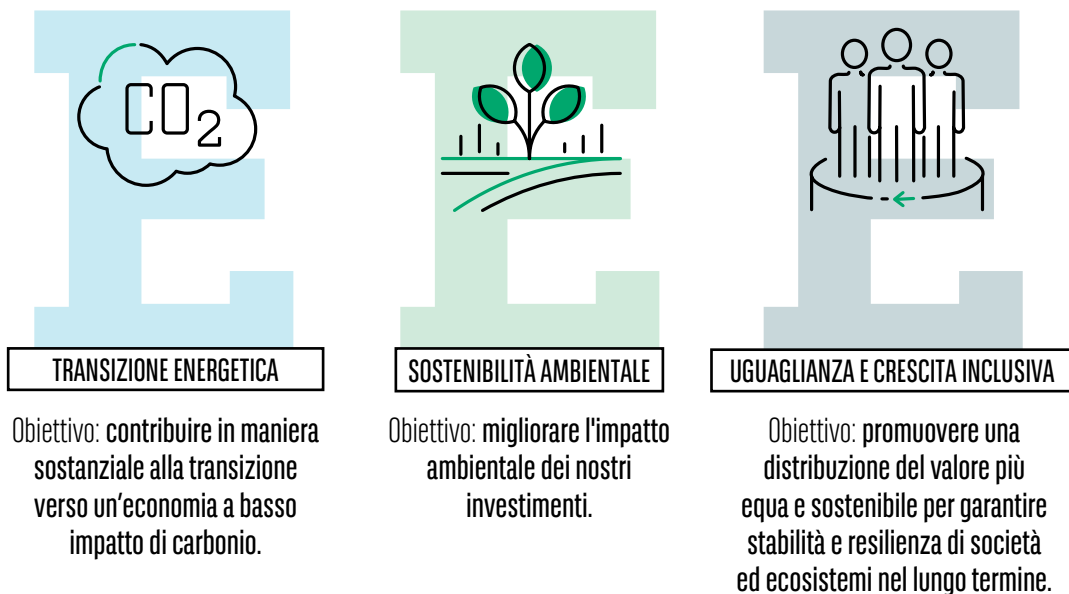 E
CO2
TRANSIZIONE ENERGETICA
Obiettivo: contribuire in maniera
sostanziale alla transizione
verso un'economia a basso
impatto di carbonio.
E
SOSTENIBILITÀ AMBIENTALE
Obiettivo: migliorare l'impatto
ambientale dei nostri
investimenti.
E
UGUAGLIANZA E CRESCITA INCLUSIVA
Obiettivo: promuovere una
distribuzione del valore più
equa e sostenibile per garantire
stabilità e resilienza di società
ed ecosistemi nel lungo termine.